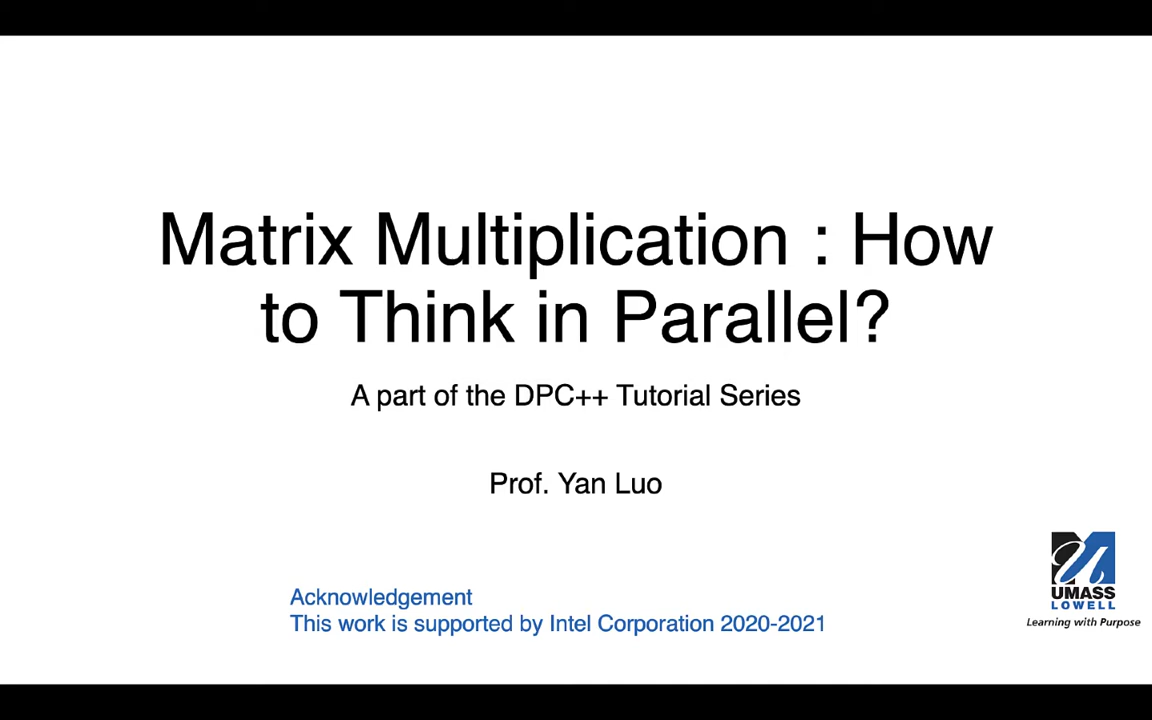 Matrix Multiplication : How
to Think in Parallel?
A part of the DPC++ Tutorial Series
Prof. Yan Luo
Acknowledgement
This work is supported by Intel Corporation 2020-2021
UMASS
LOWELL
Learning with Purpose